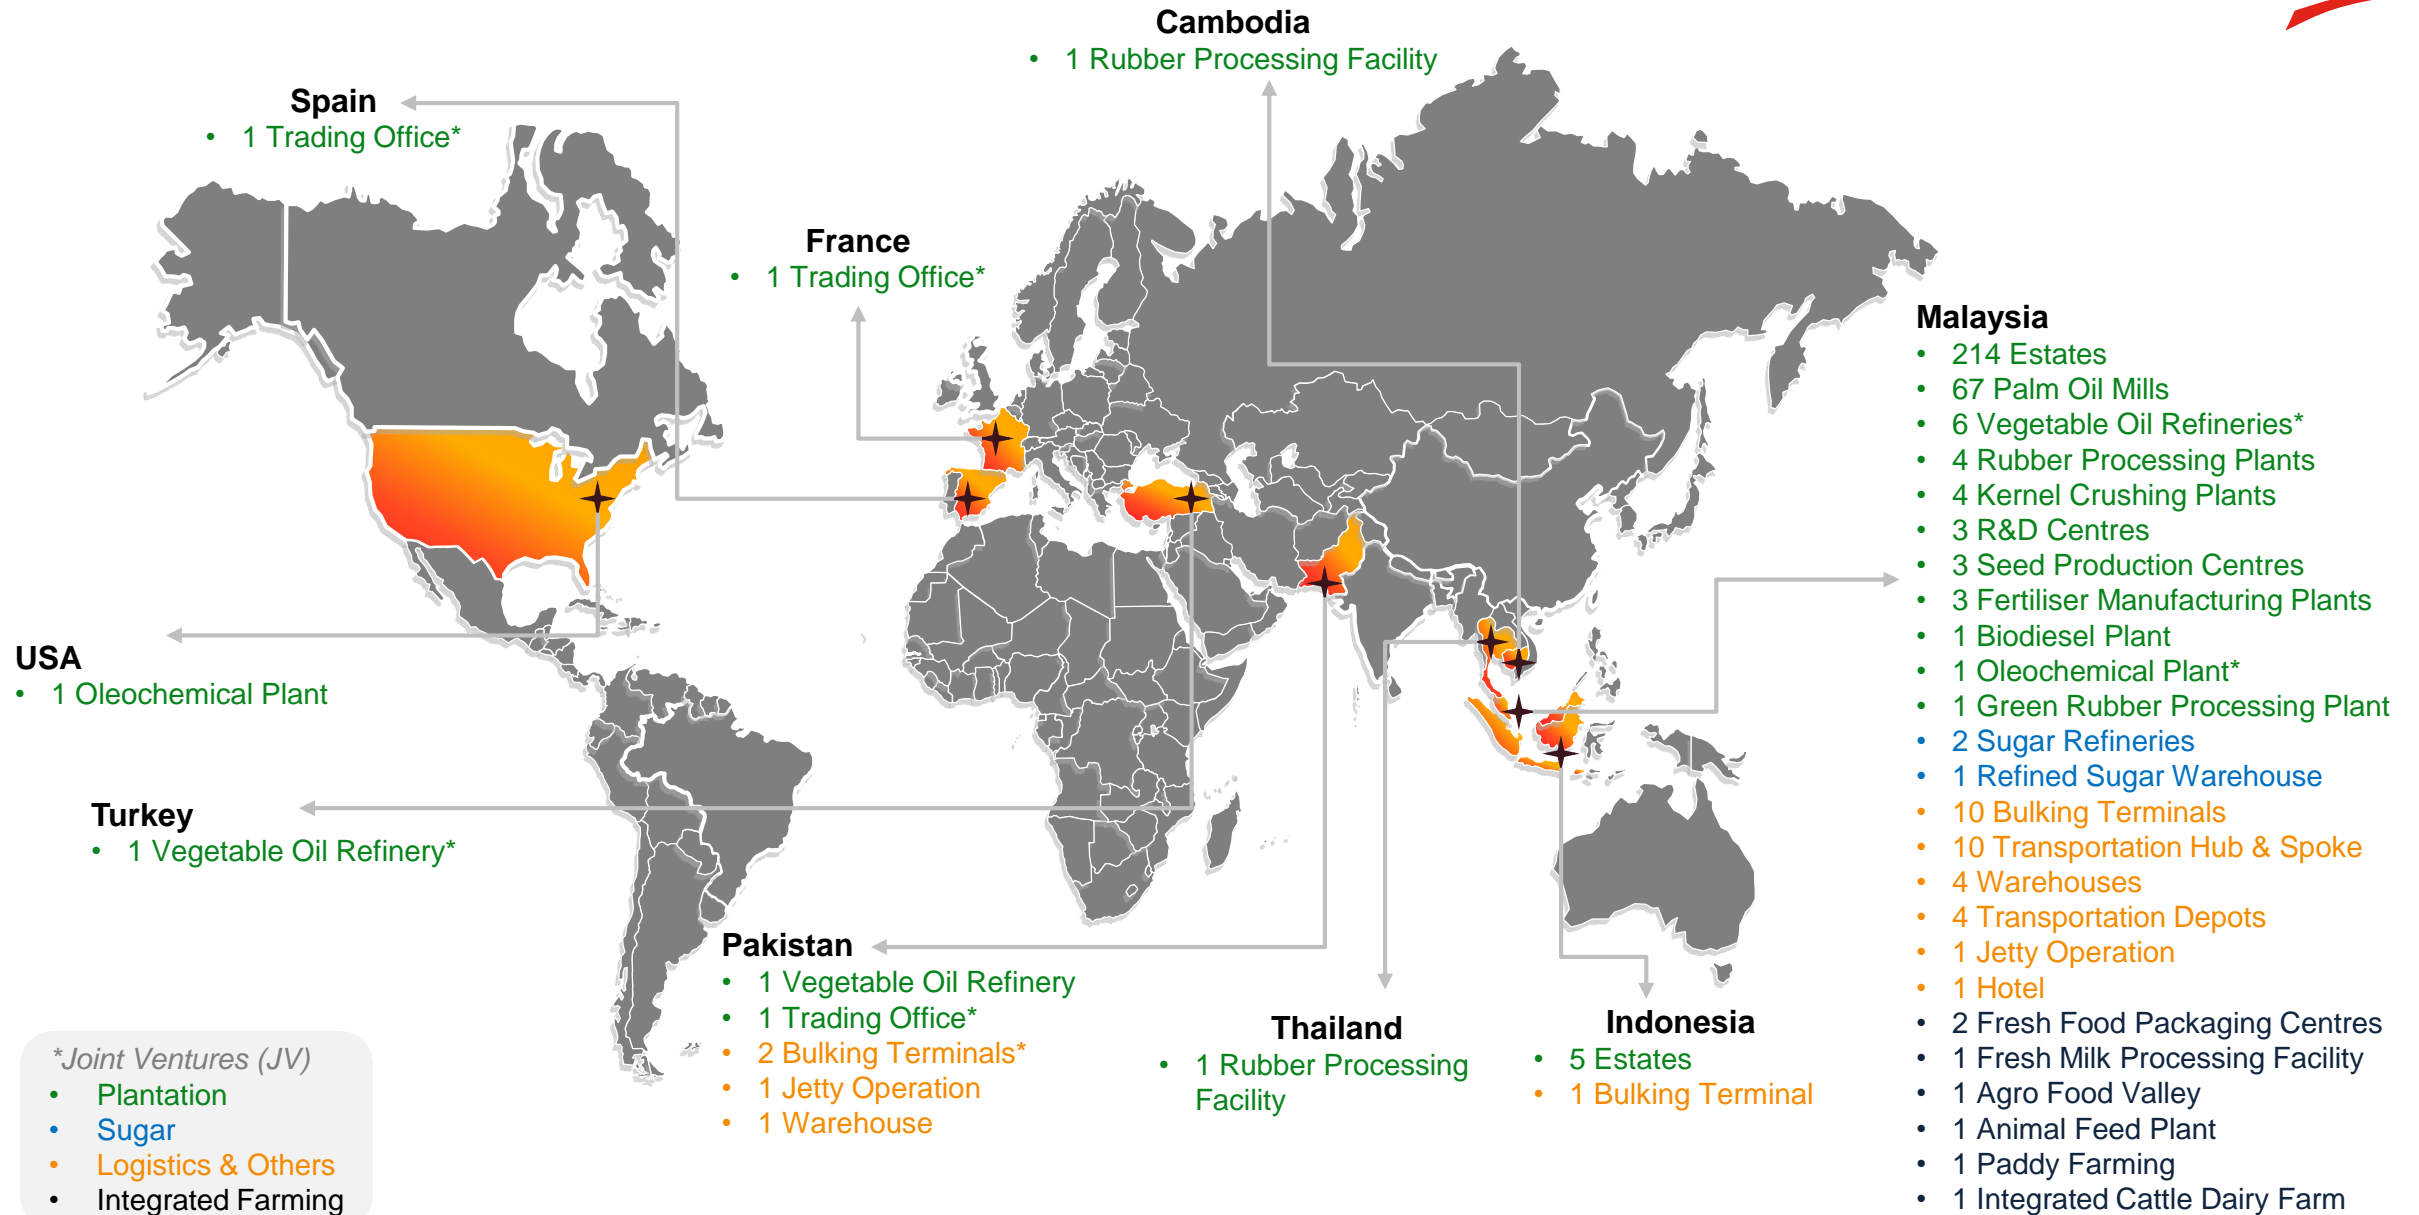 Cambodia
• 1 Rubber Processing Facility
Spain
• 1 Trading Office*
France
• 1 Trading Office*
USA
• 1 Oleochemical Plant
Turkey
• 1 Vegetable Oil Refinery*
Pakistan
• 1 Vegetable Oil Refinery
• 1 Trading Office*
• 2 Bulking Terminals*
• 1 Jetty Operation
• 1 Warehouse
Thailand
• 1 Rubber Processing
Facility
Indonesia
• 5 Estates
• 1 Bulking Terminal
Malaysia
• 214 Estates
• 67 Palm Oil Mills
• 6 Vegetable Oil Refineries*
• 4 Rubber Processing Plants
• 4 Kernel Crushing Plants
• 3 R&D Centres
• 3 Seed Production Centres
• 3 Fertiliser Manufacturing Plants
• 1 Biodiesel Plant
• 1 Oleochemical Plant*
• 1 Green Rubber Processing Plant
• 2 Sugar Refineries
• 1 Refined Sugar Warehouse
• 10 Bulking Terminals
• 10 Transportation Hub & Spoke
• 4 Warehouses
• 4 Transportation Depots
• 1 Jetty Operation
• 1 Hotel
• 2 Fresh Food Packaging Centres
• 1 Fresh Milk Processing Facility
• 1 Agro Food Valley
• 1 Animal Feed Plant
• 1 Paddy Farming
• 1 Integrated Cattle Dairy Farm
*Joint Ventures (JV)
• Plantation
• Sugar
• Logistics & Others
• Integrated Farming